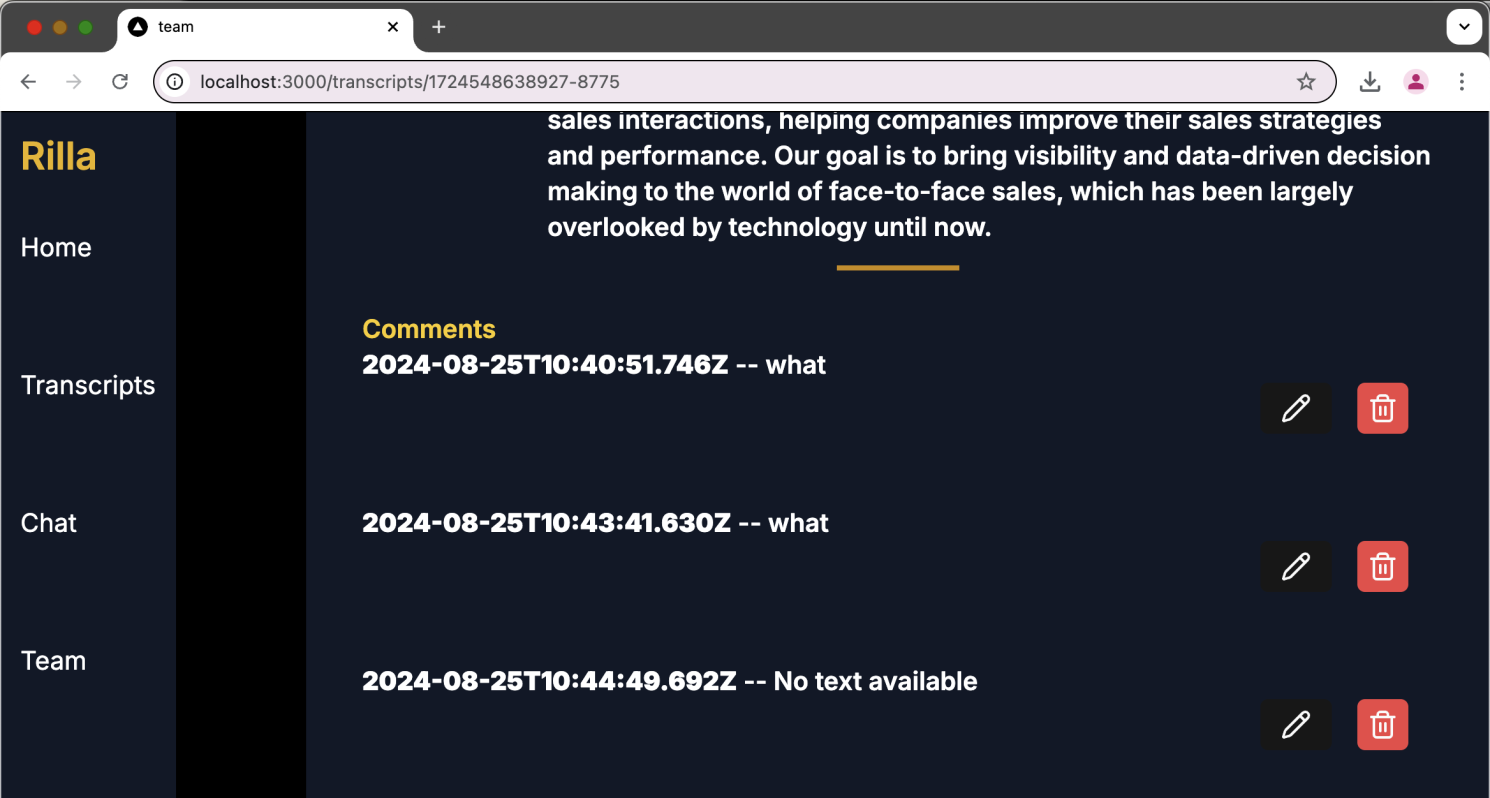 team
localhost:3000/transcripts/1724548638927-8775
Rilla
Home
Transcripts
Chat
Team
sales interactions, helping companies improve their sales strategies
and performance. Our goal is to bring visibility and data-driven decision
making to the world of face-to-face sales, which has been largely
overlooked by technology until now.
Comments
2024-08-25T10:40:51.746Z -- what
2024-08-25T10:43:41.630Z -- what
2024-08-25T10:44:49.692Z -- No text available